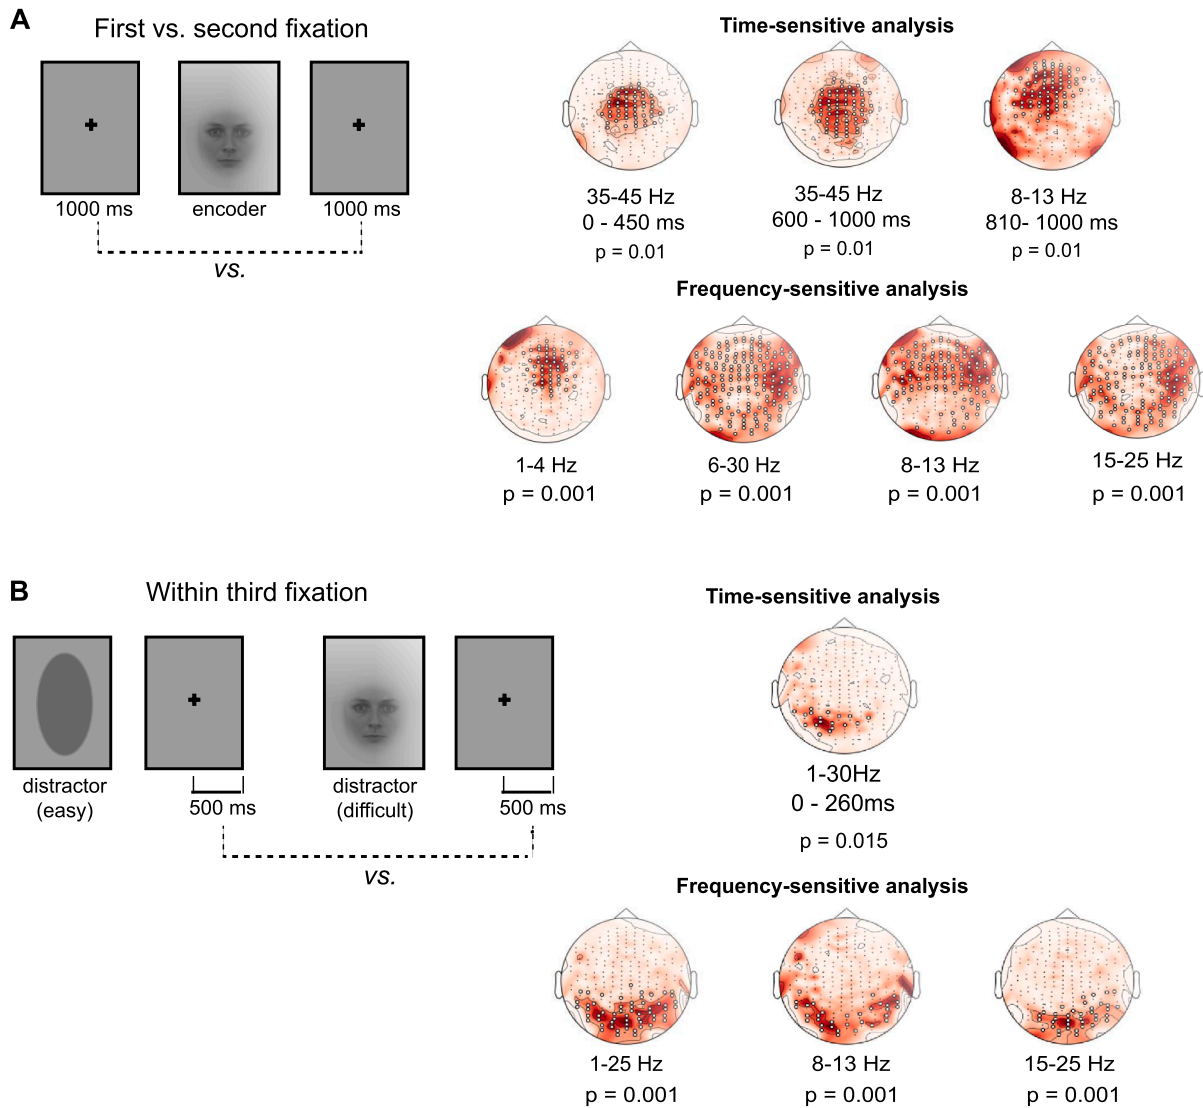 A
First vs. second fixation
1000 ms
encoder
1000 ms
vs.
Time-sensitive analysis
35-45 Hz
0 - 450 ms
p = 0.01
35-45 Hz
600 - 1000 ms
p = 0.01
8-13 Hz
810- 1000 ms
p = 0.01
Frequency-sensitive analysis
1-4 Hz
p = 0.001
6-30 Hz
p = 0.001
8-13 Hz
p = 0.001
15-25 Hz
p = 0.001
B
Within third fixation
distractor
(easy)
500 ms
distractor
(difficult)
500 ms
vs.
Time-sensitive analysis
1-30Hz
0 - 260ms
p = 0.015
Frequency-sensitive analysis
1-25 Hz
p = 0.001
8-13 Hz
p = 0.001
15-25 Hz
p = 0.001